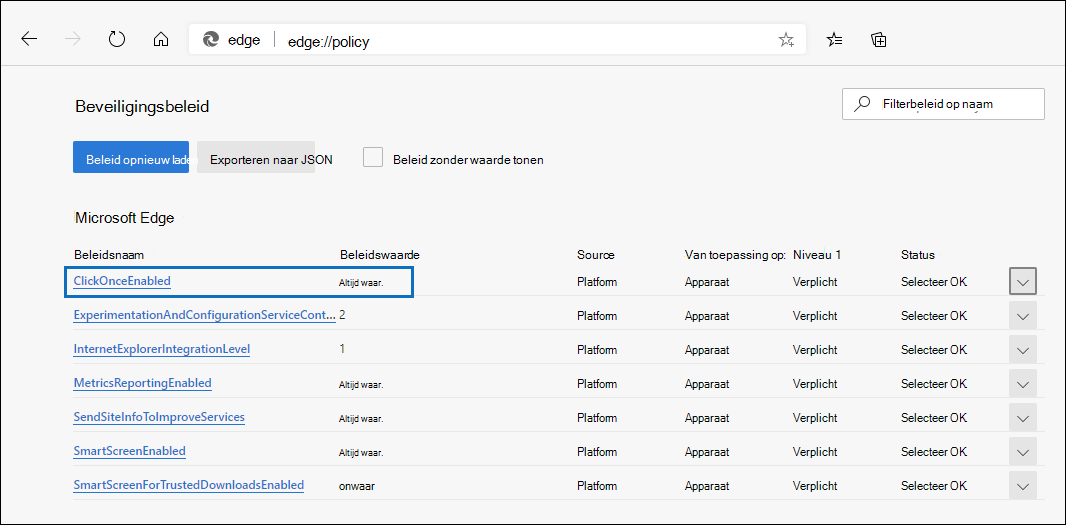 edge edge://policy
Beveiligingsbeleid Filterbeleid op naam
Beleid opnieuw lade Exporteren naar JSON Beleid zonder waarde tonen
Microsoft Edge
Beleidsnaam Beleidswaarde Source Van toepassing op: Niveau 1 Status
ClickOnceEnabled Altijd waar. Platform Apparaat Verplicht Selecteer OK
ExperimentationAndConfigurationServiceCont... 2 Platform Apparaat Verplicht Selecteer OK
InternetExplorerIntegrationLevel 1 Platform Apparaat Verplicht Selecteer OK
MetricsReportingEnabled Altijd waar. Platform Apparaat Verplicht Selecteer OK
SendSiteInfoToImproveServices Altijd waar. Platform Apparaat Verplicht Selecteer OK
SmartScreenEnabled Altijd waar. Platform Apparaat Verplicht Selecteer OK
SmartScreenForTrustedDownloadsEnabled onwaar Platform Apparaat Verplicht Selecteer OK